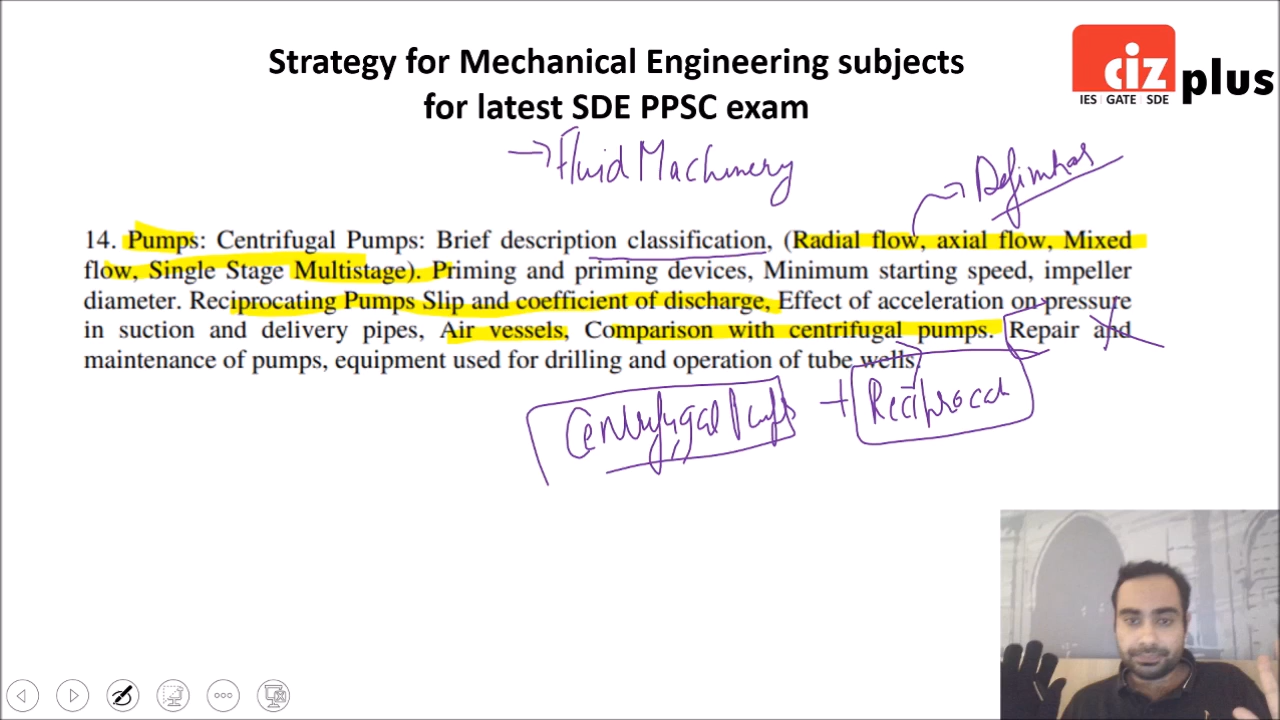 Strategy for Mechanical Engineering subjects
for latest SDE PPSC exam
ciz plus
IES | GATE | SDE
→ Fluid Machinery
14. Pumps: Centrifugal Pumps: Brief description classification, (Radial flow, axial flow, Mixed
flow, Single Stage Multistage). Priming and priming devices, Minimum starting speed, impeller
diameter. Reciprocating Pumps Slip and coefficient of discharge, Effect of acceleration on pressure
in suction and delivery pipes, Air vessels, Comparison with centrifugal pumps. Repair and
maintenance of pumps, equipment used for drilling and operation of tube wells.
Centrifugal Pumps + Reciprocat